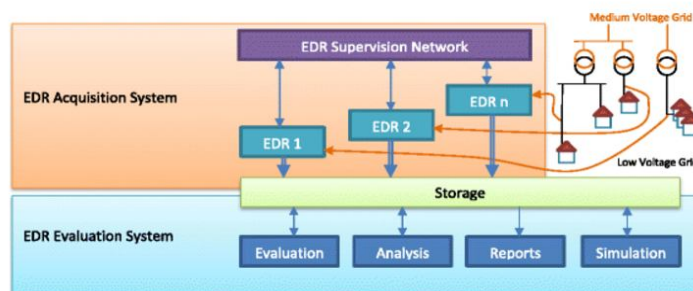 Medium Voltage Grid
EDR Supervision Network
EDR Acquisition System
EDR n
EDR 2
EDR 1
Low Voltage Grid
Storage
EDR Evaluation System
Evaluation
Analysis
Reports
Simulation